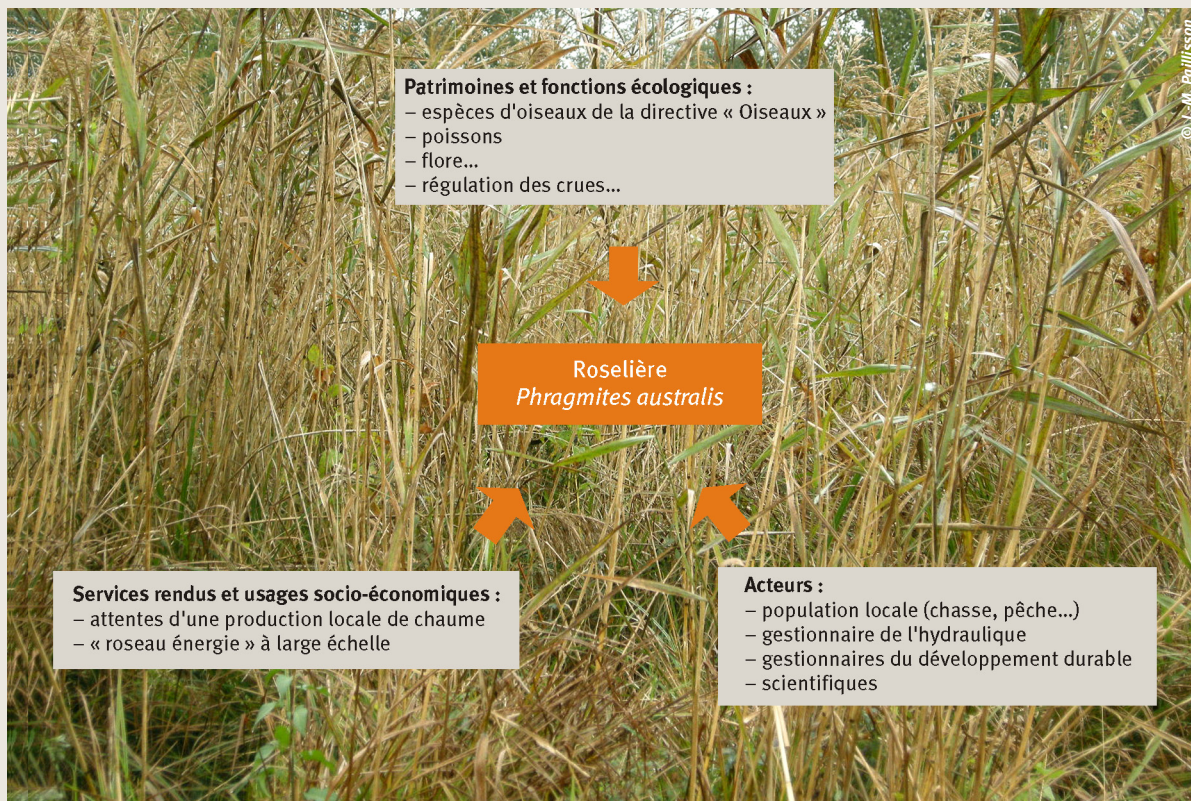 © J.-M. Paillisson
Patrimoines et fonctions écologiques :
– espèces d'oiseaux de la directive « Oiseaux »
– poissons
– flore...
– régulation des crues...
Roselière
Phragmites australis
Services rendus et usages socio-économiques :
– attentes d'une production locale de chaume
– « roseau énergie » à large échelle
Acteurs :
– population locale (chasse, pêche...)
– gestionnaire de l'hydraulique
– gestionnaires du développement durable
– scientifiques